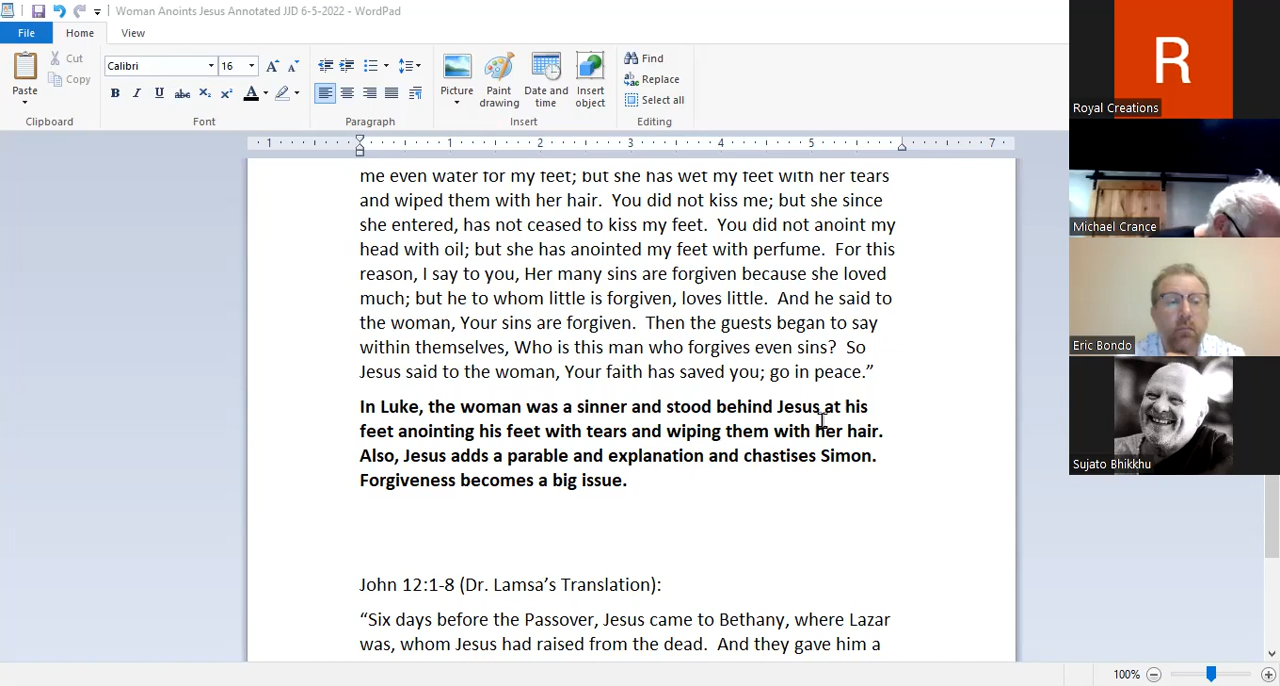 Woman Anoints Jesus Annotated JJD 6-5-2022 - WordPad
File Home View
Paste
Cut
Copy
Clipboard
Calibri 16
B I U abc X₂ X² A
Font
Paragraph
Picture
Paint drawing
Date and time
Insert object
Insert
Find
Replace
Select all
Editing
1 1 2 3 4 5 7
me even water for my feet; but she has wet my feet with her tears
and wiped them with her hair. You did not kiss me; but she since
she entered, has not ceased to kiss my feet. You did not anoint my
head with oil; but she has anointed my feet with perfume. For this
reason, I say to you, Her many sins are forgiven because she loved
much; but he to whom little is forgiven, loves little. And he said to
the woman, Your sins are forgiven. Then the guests began to say
within themselves, Who is this man who forgives even sins? So
Jesus said to the woman, Your faith has saved you; go in peace.”
In Luke, the woman was a sinner and stood behind Jesus at his
feet anointing his feet with tears and wiping them with her hair.
Also, Jesus adds a parable and explanation and chastises Simon.
Forgiveness becomes a big issue.
John 12:1-8 (Dr. Lamsa’s Translation):
“Six days before the Passover, Jesus came to Bethany, where Lazar
was, whom Jesus had raised from the dead. And they gave him a
100%
R
Royal Creations
Michael Crance
Eric Bondo
Sujato Bhikkhu